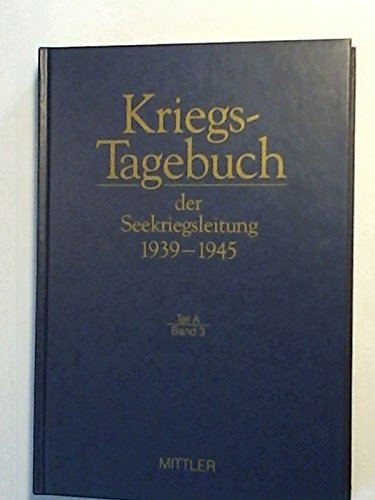 Kriegs-
Tagebuch
der
Seekriegsleitung
1939–1945
Teil A
Band 3
MITTLER